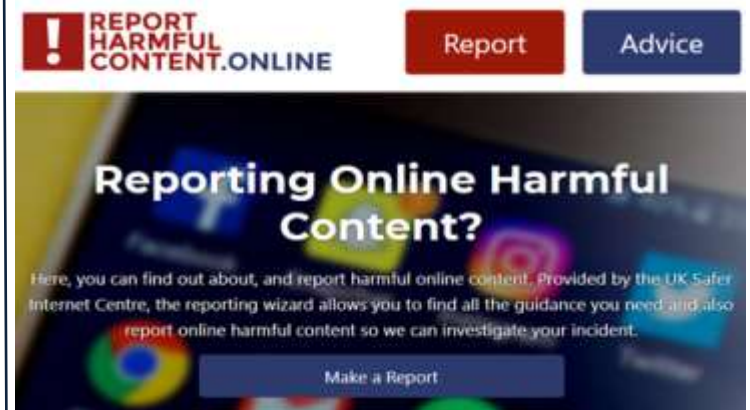 REPORT
HARMFUL
CONTENT.ONLINE
Report
Advice
Reporting Online Harmful
Content?
Here, you can find out about, and report harmful online content. Provided by the UK Safer
Internet Centre, the reporting wizard allows you to find all the guidance you need and also
report online harmful content so we can investigate your incident.
Make a Report
Facebook
Twitter